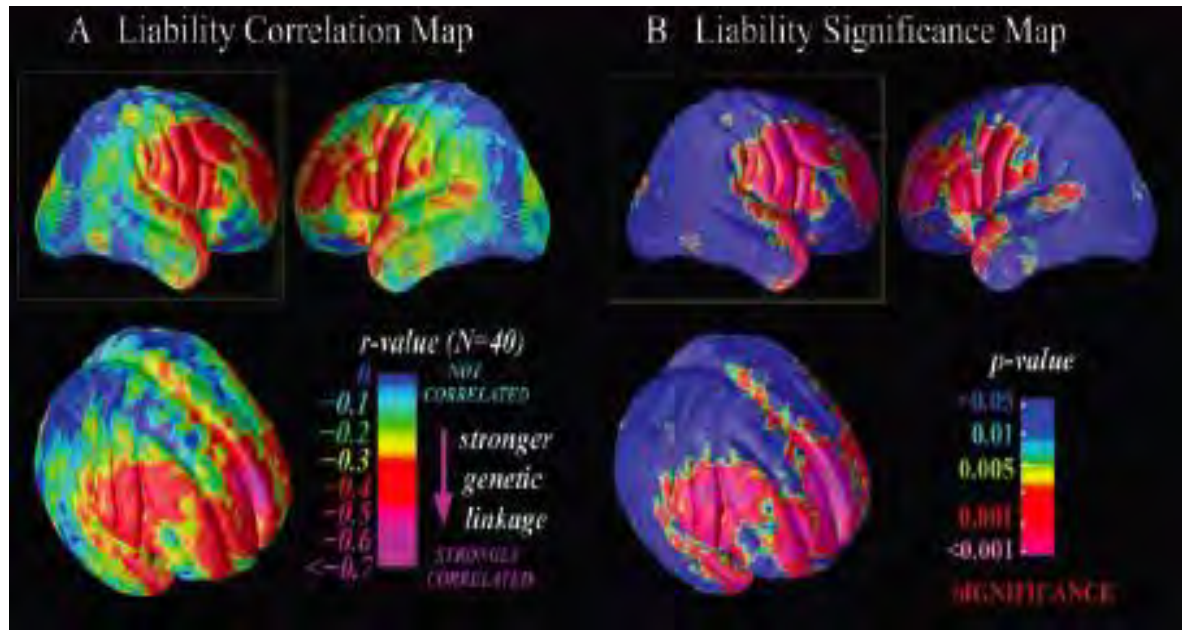 A Liability Correlation Map
B Liability Significance Map
r-value (N=40)
0
NOT
CORRELATED
-0.1
-0.2
-0.3
-0.4
-0.5
-0.6
<-0.7
stronger
genetic
linkage
STRONGLY
CORRELATED
p-value
0.05
0.01
0.005
0.001
<0.001
SIGNIFICANCE